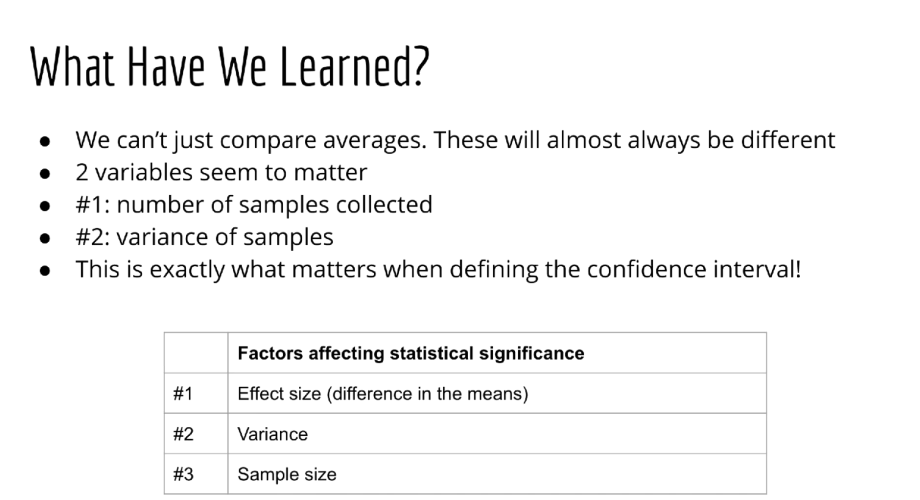 What Have We Learned?
● We can't just compare averages. These will almost always be different
● 2 variables seem to matter
● #1: number of samples collected
● #2: variance of samples
● This is exactly what matters when defining the confidence interval!
Factors affecting statistical significance
#1 Effect size (difference in the means)
#2 Variance
#3 Sample size